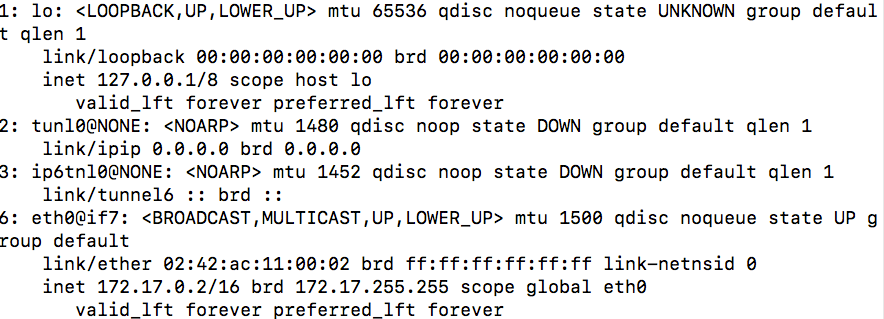 1: lo: <LOOPBACK,UP,LOWER_UP> mtu 65536 qdisc noqueue state UNKNOWN group defaul
t qlen 1
    link/loopback 00:00:00:00:00:00 brd 00:00:00:00:00:00
    inet 127.0.0.1/8 scope host lo
       valid_lft forever preferred_lft forever
2: tunl0@NONE: <NOARP> mtu 1480 qdisc noop state DOWN group default qlen 1
    link/ipip 0.0.0.0 brd 0.0.0.0
3: ip6tnl0@NONE: <NOARP> mtu 1452 qdisc noop state DOWN group default qlen 1
    link/tunnel6 :: brd ::
6: eth0@if7: <BROADCAST,MULTICAST,UP,LOWER_UP> mtu 1500 qdisc noqueue state UP g
roup default
    link/ether 02:42:ac:11:00:02 brd ff:ff:ff:ff:ff:ff link-netnsid 0
    inet 172.17.0.2/16 brd 172.17.255.255 scope global eth0
       valid_lft forever preferred_lft forever